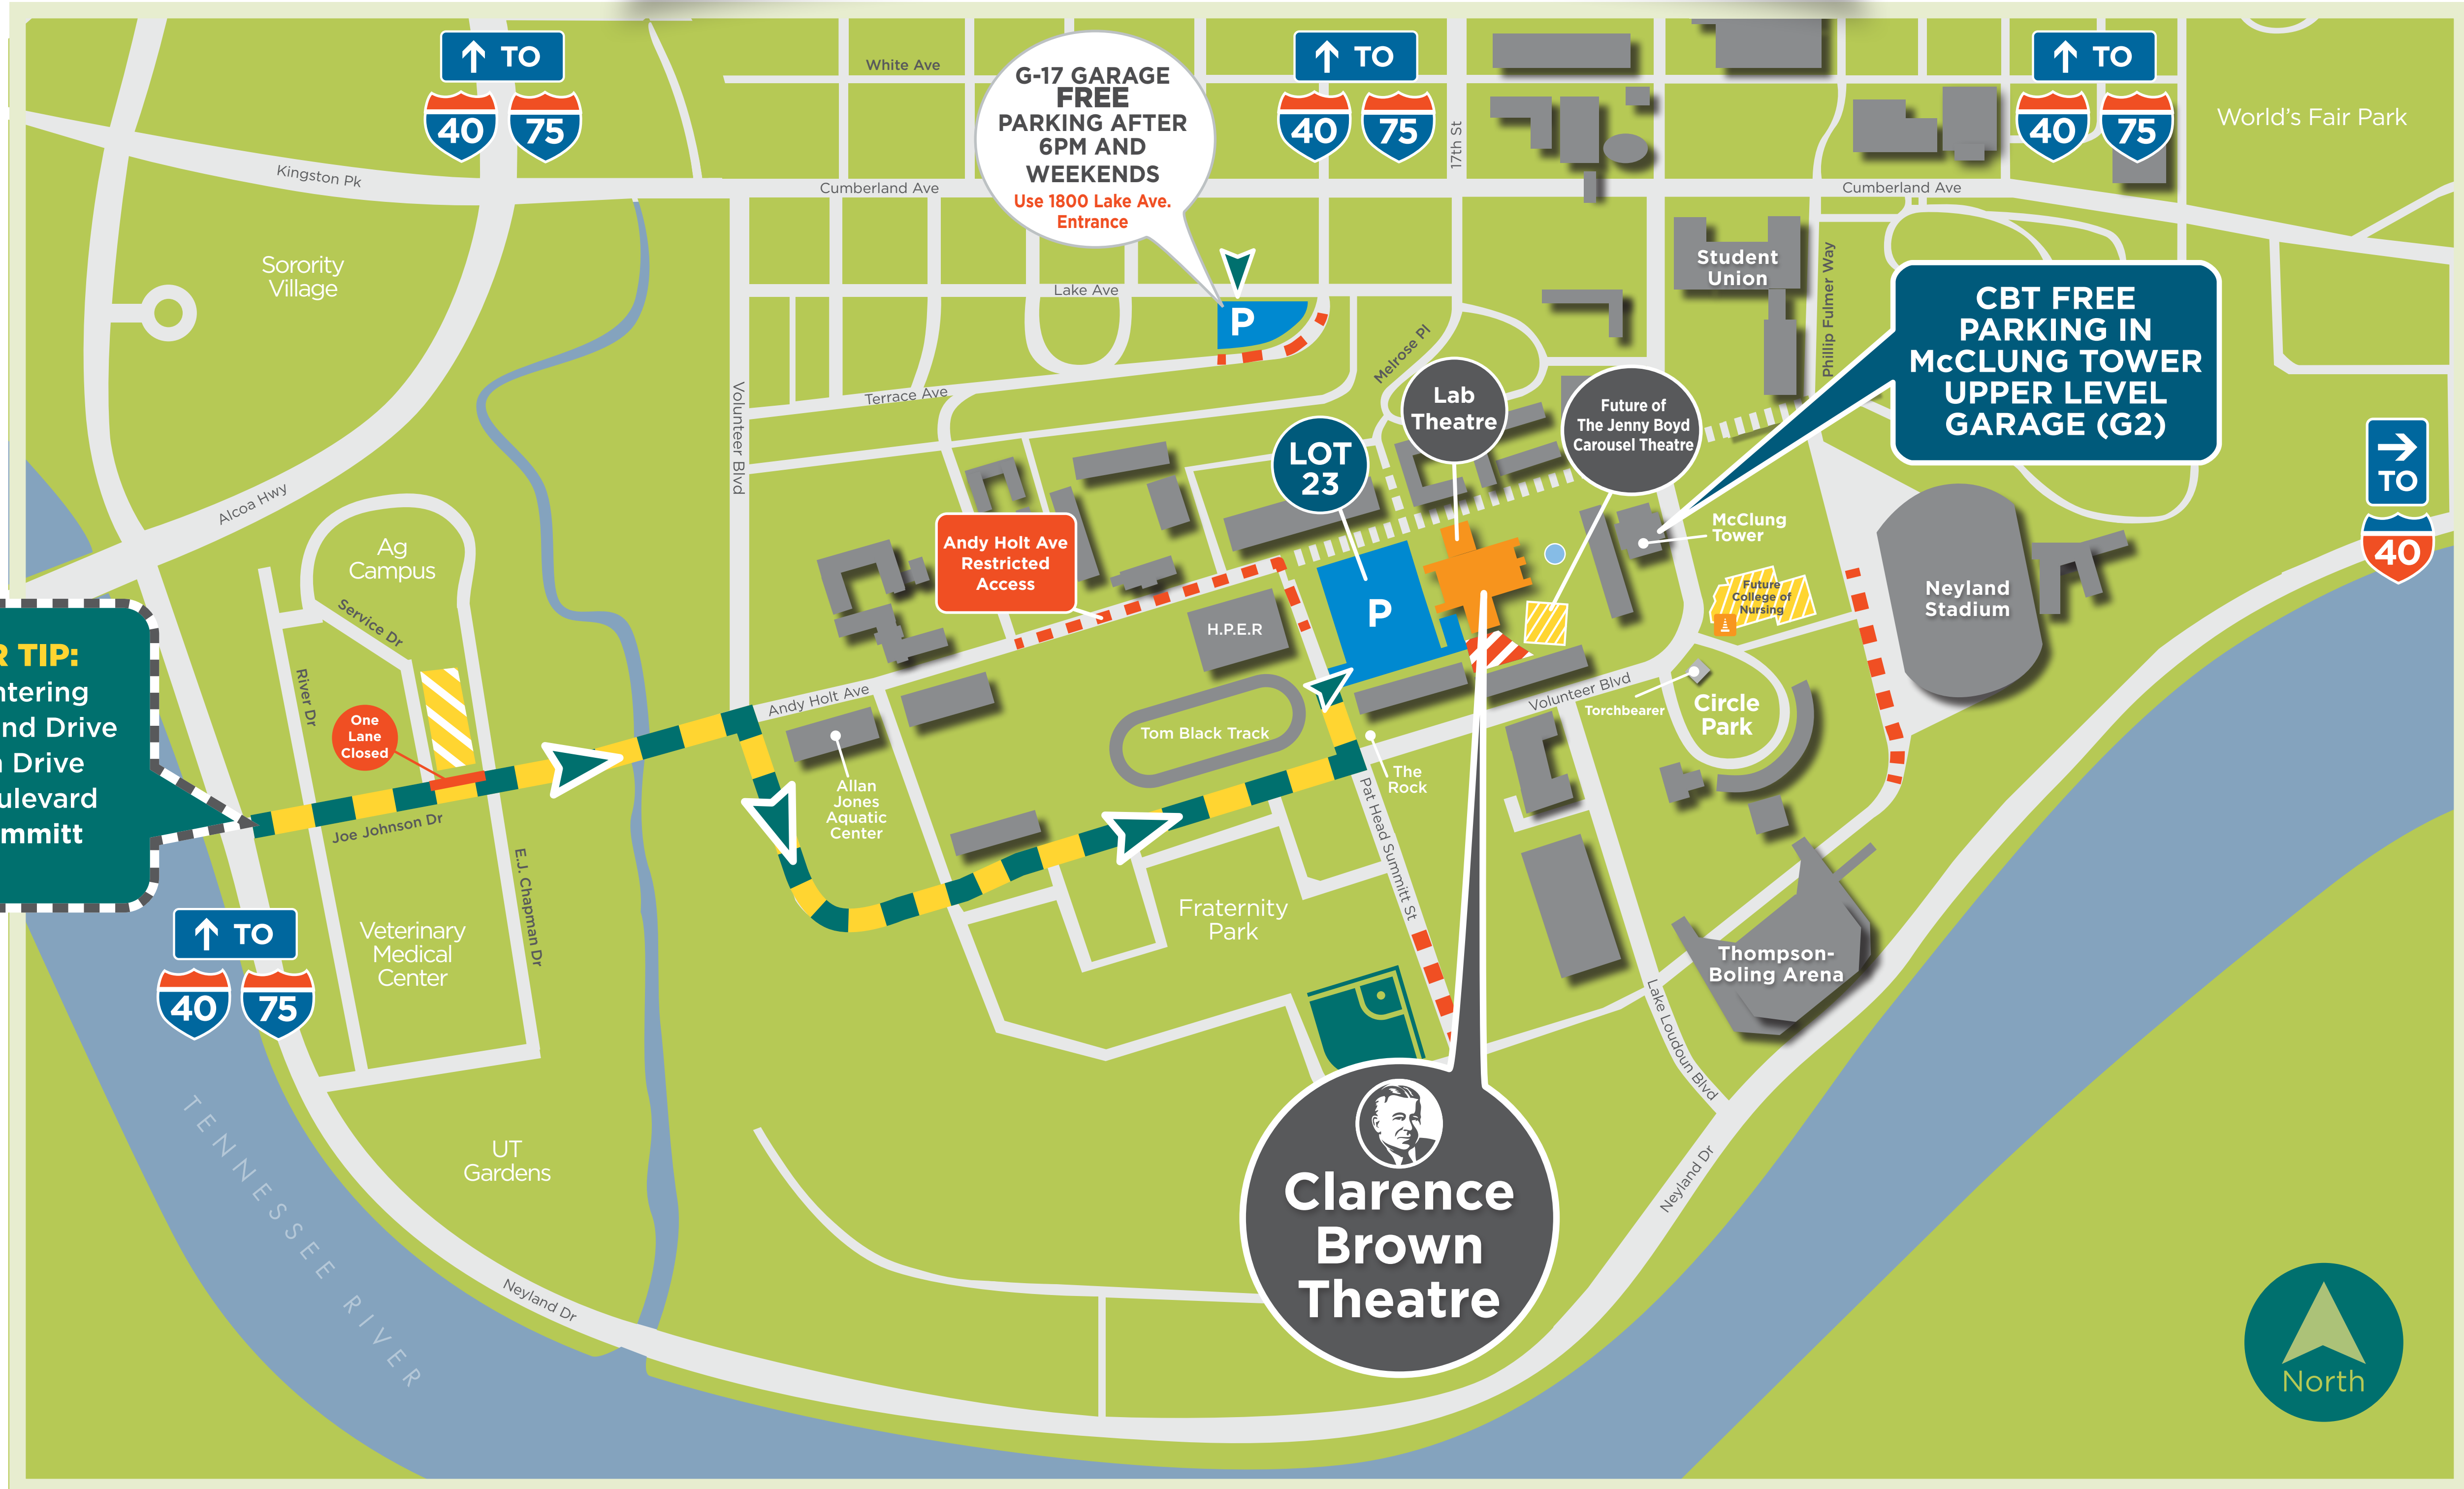 ↑ TO
40 75
↑ TO
40 75
↑ TO
40 75
White Ave
G-17 GARAGE
FREE
PARKING AFTER
6PM AND
WEEKENDS
Use 1800 Lake Ave.
Entrance
17th St
World's Fair Park
Kingston Pk
Cumberland Ave
Cumberland Ave
Sorority
Village
Lake Ave
P
Student
Union
Phillip Fulmer Way
CBT FREE
PARKING IN
McCLUNG TOWER
UPPER LEVEL
GARAGE (G2)
Melrose Pl
Volunteer Blvd
Terrace Ave
Lab
Theatre
Future of
The Jenny Boyd
Carousel Theatre
LOT
23
→
TO
40
Alcoa Hwy
Ag
Campus
Andy Holt Ave
Restricted
Access
McClung
Tower
Future
College of
Nursing
Neyland
Stadium
Service Dr
H.P.E.R
P
R TIP:
ntering
nd Drive
n Drive
ulevard
mmitt
River Dr
One
Lane
Closed
Andy Holt Ave
Tom Black Track
Volunteer Blvd
Torchbearer
Circle
Park
Joe Johnson Dr
Allan
Jones
Aquatic
Center
The
Rock
Pat Head Summitt St
E.J. Chapman Dr
↑ TO
40 75
Veterinary
Medical
Center
Fraternity
Park
Thompson-
Boling Arena
Lake Loudoun Blvd
TENNESSEE RIVER
UT
Gardens
Neyland Dr
Neyland Dr
Clarence
Brown
Theatre
North